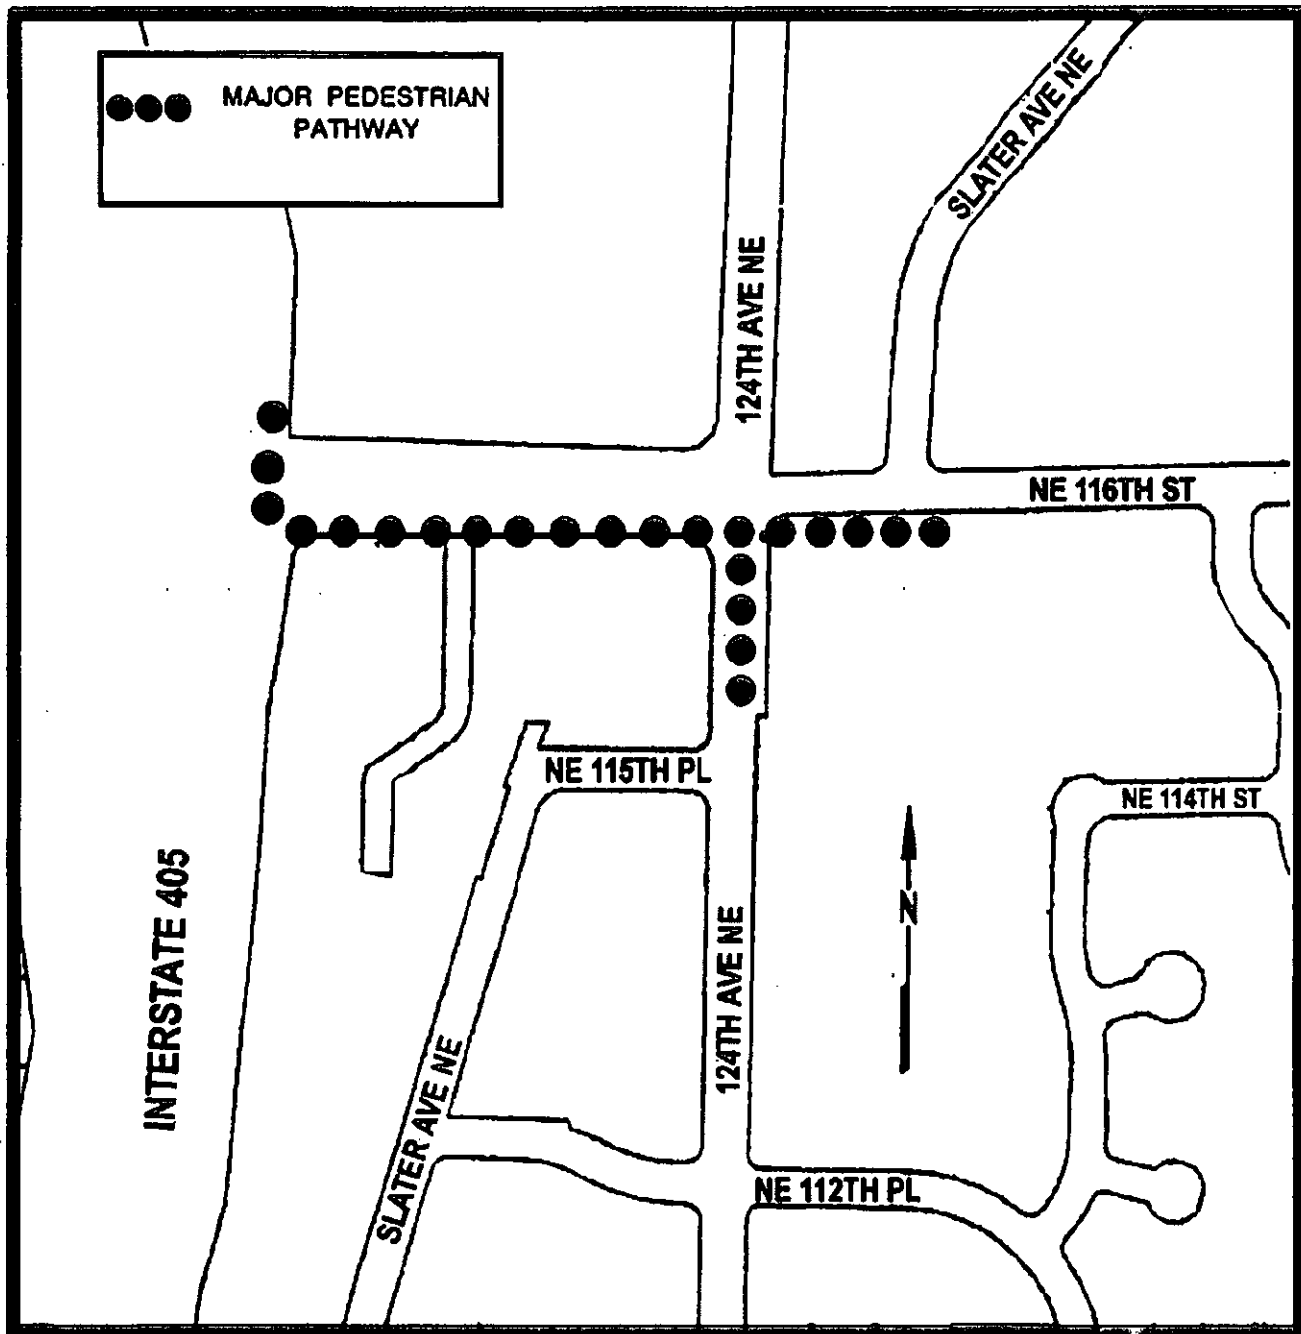 MAJOR PEDESTRIAN
PATHWAY
SLATER AVE NE
124TH AVE NE
NE 116TH ST
NE 115TH PL
NE 114TH ST
INTERSTATE 405
N
124TH AVE NE
SLATER AVE NE
NE 112TH PL